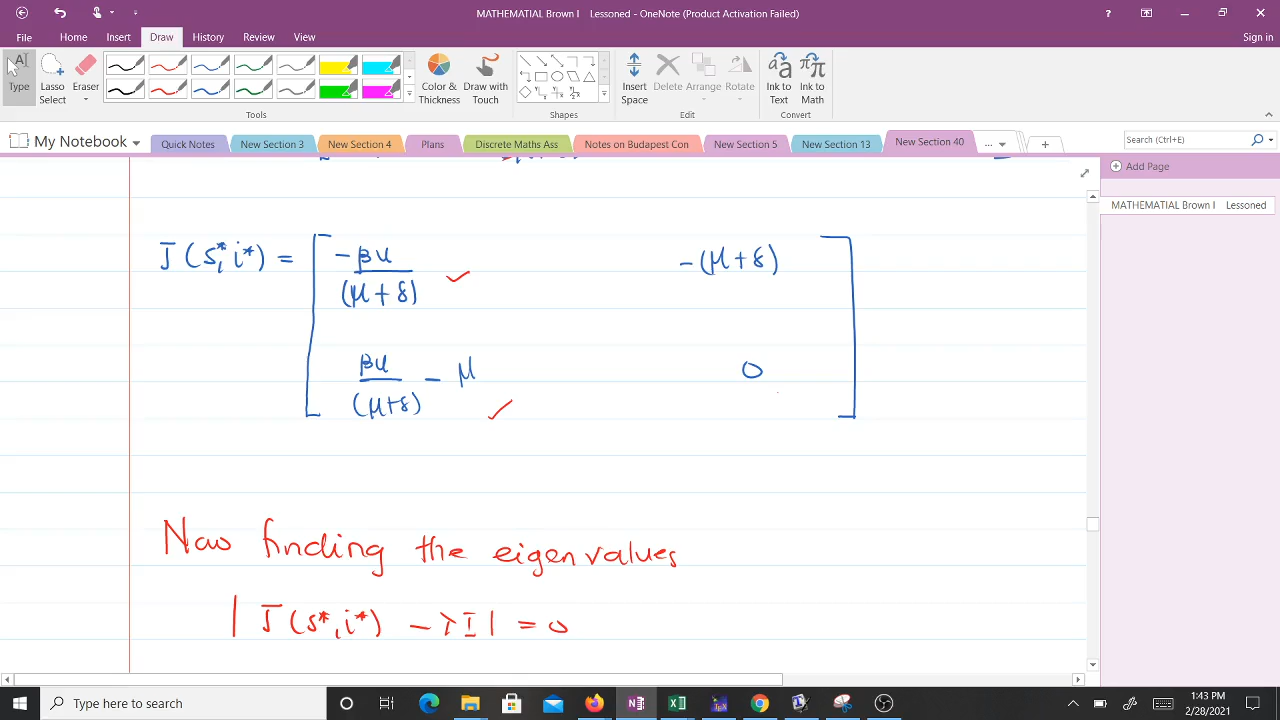 MATHEMATIAL Brown I Lessoned - OneNote (Product Activation Failed)
File Home Insert Draw History Review View Sign in
Type Lasso Select Eraser Color & Thickness Draw with Touch Insert Space Delete Arrange Rotate Ink to Text Ink to Math
Tools Shapes Edit Convert
My Notebook Quick Notes New Section 3 New Section 4 Plans Discrete Maths Ass Notes on Budapest Con New Section 5 New Section 13 New Section 40 ... + Search (Ctrl+E)
Add Page
MATHEMATIAL Brown I Lessoned
J(s*, i*) = [ -βμ/(μ+δ) ✓ -(μ+δ)
βμ/(μ+δ) - μ ✓ 0 ]
Now finding the eigenvalues
| J(s*, i*) - λI | = 0
Type here to search
1:43 PM
2/28/2021